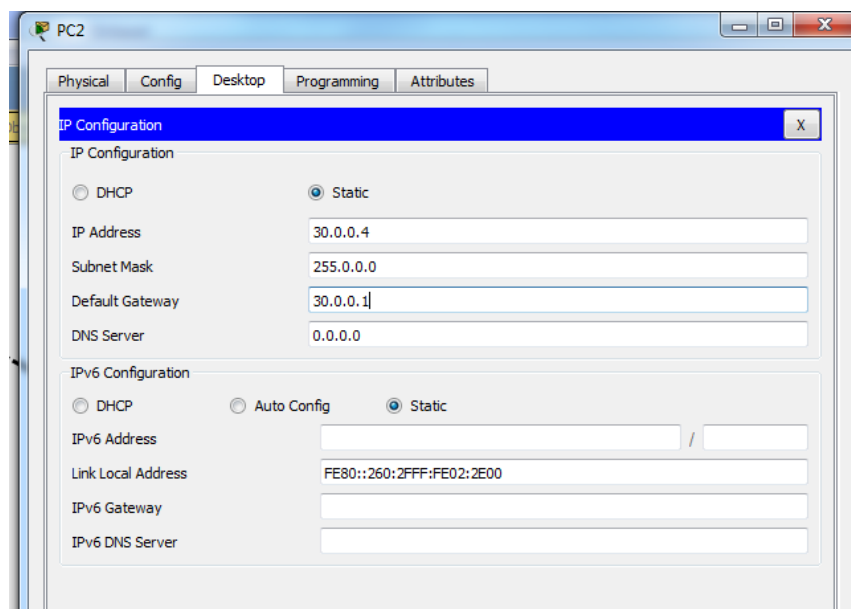 PC2
Physical Config Desktop Programming Attributes
IP Configuration X
IP Configuration
DHCP Static
IP Address 30.0.0.4
Subnet Mask 255.0.0.0
Default Gateway 30.0.0.1
DNS Server 0.0.0.0
IPv6 Configuration
DHCP Auto Config Static
IPv6 Address /
Link Local Address FE80::260:2FFF:FE02:2E00
IPv6 Gateway
IPv6 DNS Server